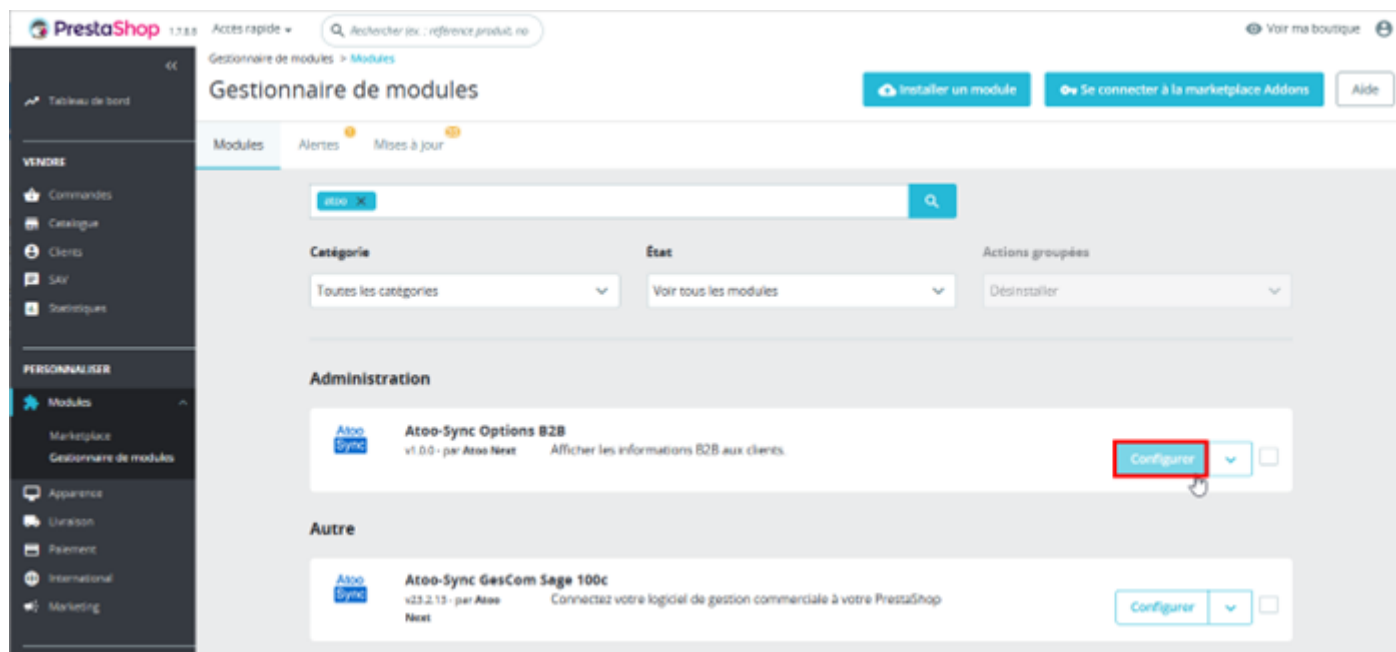 PrestaShop 1.7.8.8 Accès rapide Rechercher (ex. : référence produit, no Voir ma boutique
Gestionnaire de modules > Modules
Gestionnaire de modules
Installer un module
Se connecter à la marketplace Addons
Aide
Tableau de bord
Modules Alertes Mises à jour
VENDRE
Commandes
Catalogue
Clients
SAV
Statistiques
atoo
Catégorie État Actions groupées
Toutes les catégories Voir tous les modules Désinstaller
PERSONNALISER
Modules
Marketplace
Gestionnaire de modules
Apparence
Livraison
Paiement
International
Marketing
Administration
Atoo
Sync
Atoo-Sync Options B2B
v1.0.0 - par Atoo Next Afficher les informations B2B aux clients.
Configurer
Autre
Atoo
Sync
Atoo-Sync GesCom Sage 100c
v23.2.13 - par Atoo Connectez votre logiciel de gestion commerciale à votre PrestaShop
Next
Configurer